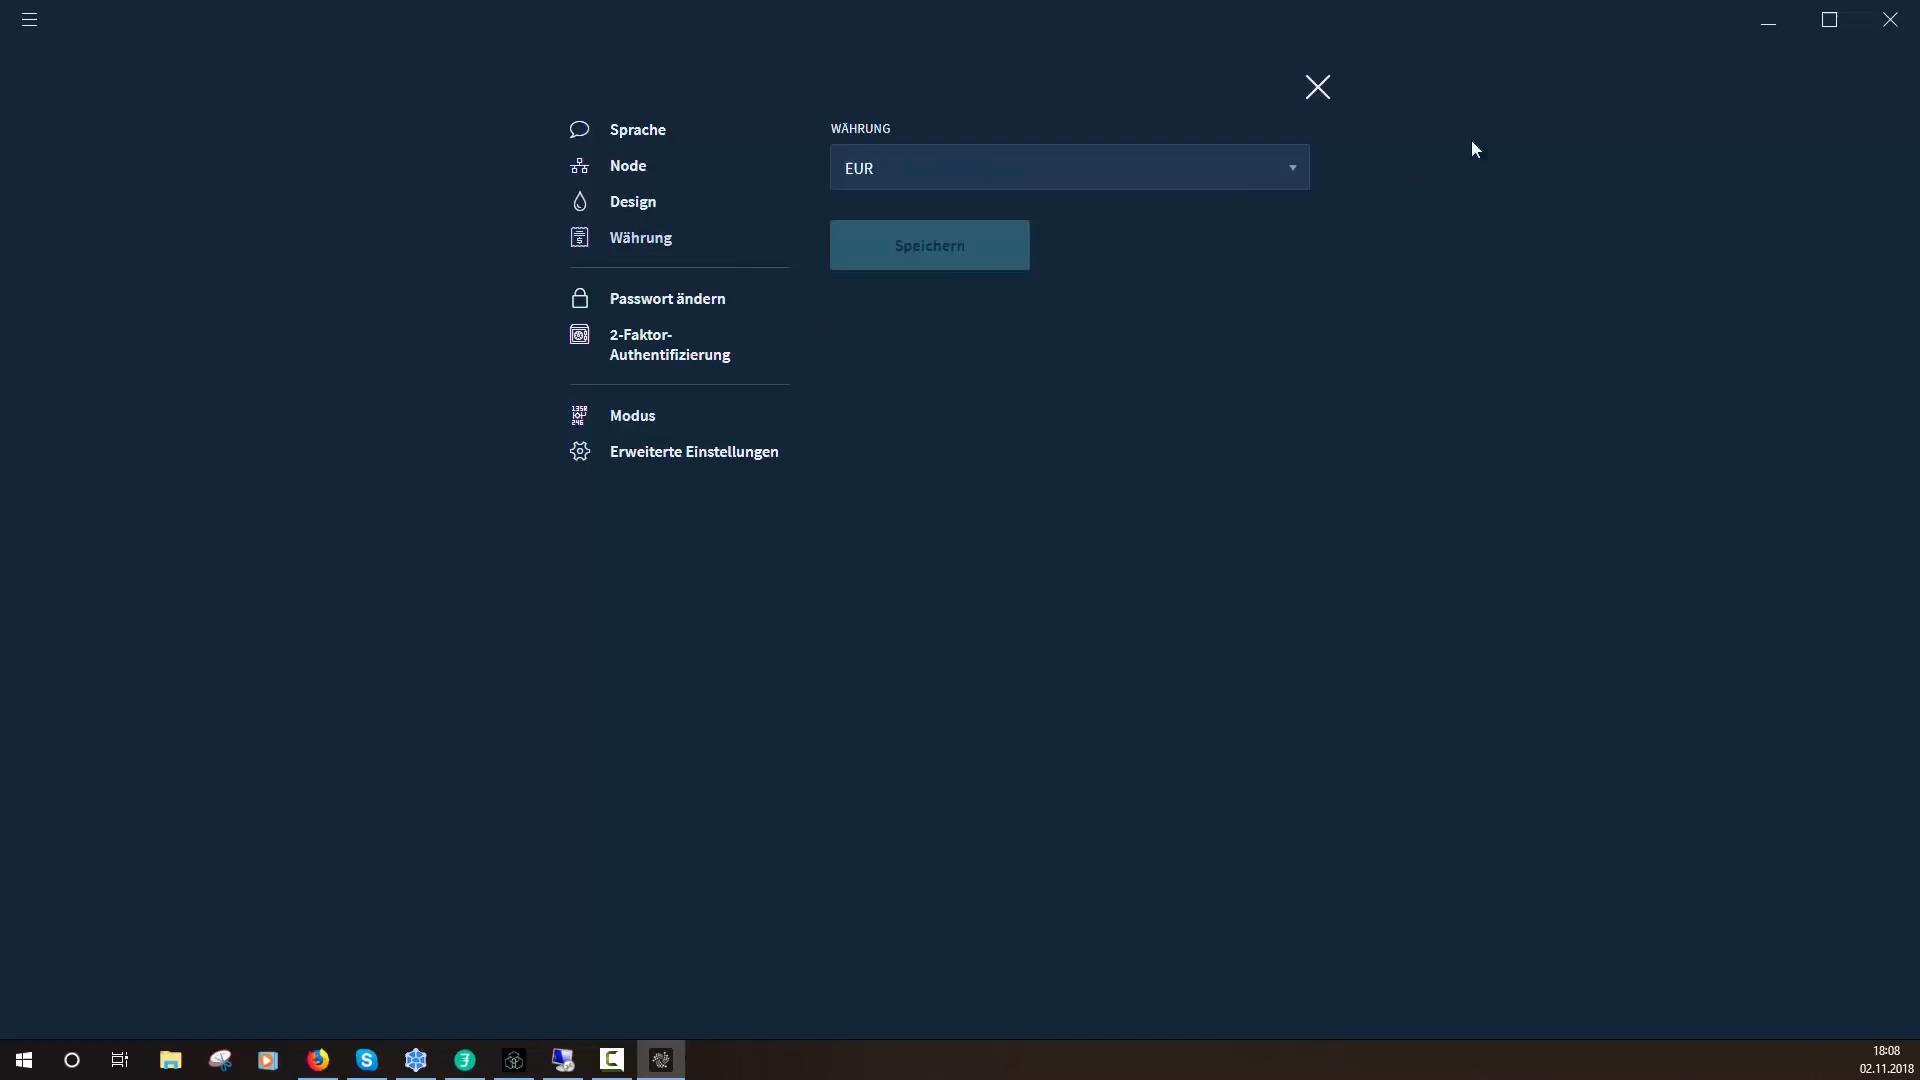 Sprache
Node
Design
Währung
Passwort ändern
2-Faktor-
Authentifizierung
Modus
Erweiterte Einstellungen
WÄHRUNG
EUR
Speichern
18:08
02.11.2018